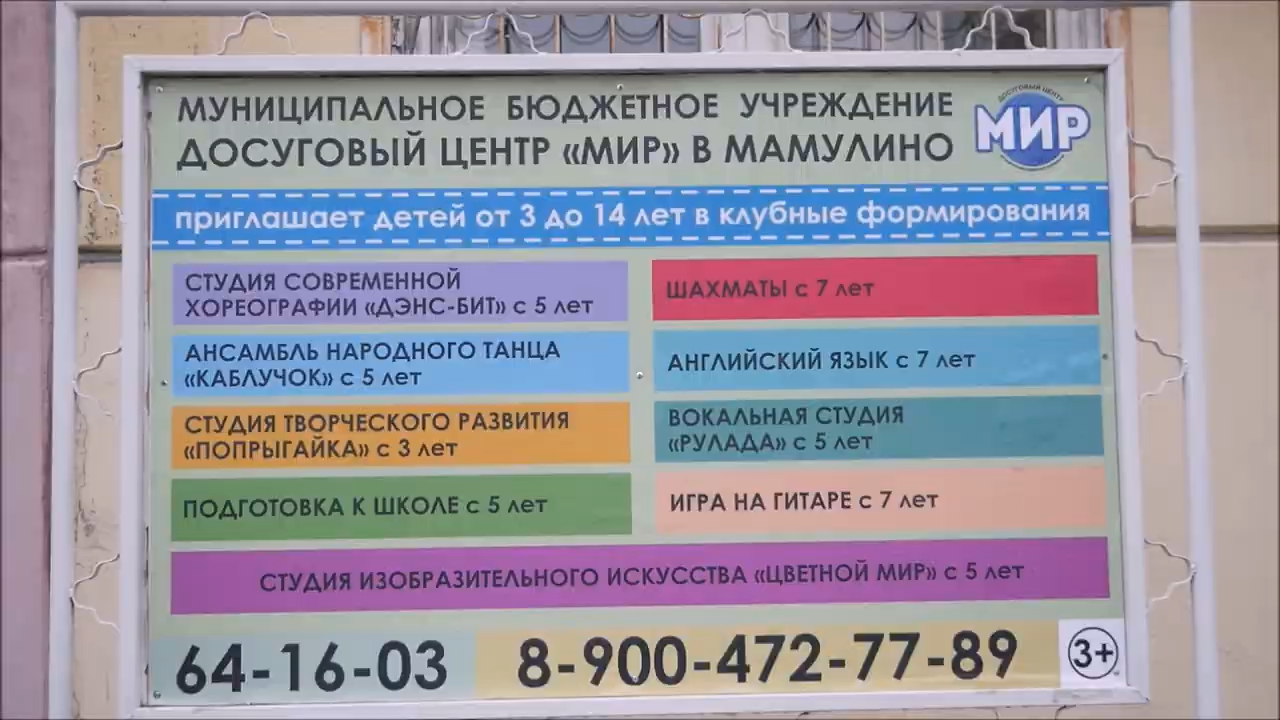 МУНИЦИПАЛЬНОЕ БЮДЖЕТНОЕ УЧРЕЖДЕНИЕ
ДОСУГОВЫЙ ЦЕНТР «МИР» В МАМУЛИНО
ДОСУГОВЫЙ ЦЕНТР
МИР
приглашает детей от 3 до 14 лет в клубные формирования
СТУДИЯ СОВРЕМЕННОЙ
ХОРЕОГРАФИИ «ДЭНС-БИТ» с 5 лет
АНСАМБЛЬ НАРОДНОГО ТАНЦА
«КАБЛУЧОК» с 5 лет
СТУДИЯ ТВОРЧЕСКОГО РАЗВИТИЯ
«ПОПРЫГАЙКА» с 3 лет
ПОДГОТОВКА К ШКОЛЕ с 5 лет
ШАХМАТЫ с 7 лет
АНГЛИЙСКИЙ ЯЗЫК с 7 лет
ВОКАЛЬНАЯ СТУДИЯ
«РУЛАДА» с 5 лет
ИГРА НА ГИТАРЕ с 7 лет
СТУДИЯ ИЗОБРАЗИТЕЛЬНОГО ИСКУССТВА «ЦВЕТНОЙ МИР» с 5 лет
64-16-03
8-900-472-77-89
3+